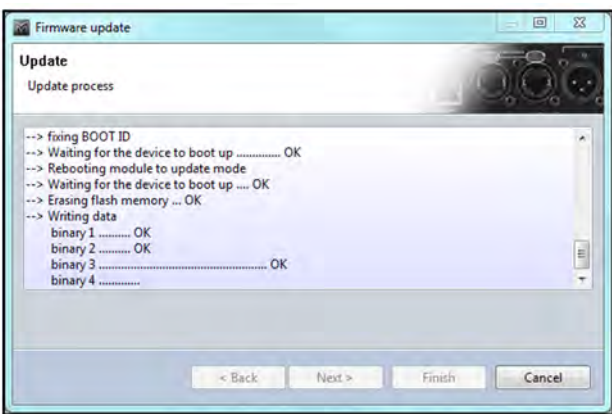 Firmware update
Update
Update process
--> fixing BOOT ID
--> Waiting for the device to boot up .............. OK
--> Rebooting module to update mode
--> Waiting for the device to boot up .... OK
--> Erasing flash memory ... OK
--> Writing data
binary 1 .......... OK
binary 2 .......... OK
binary 3 ..................................................... OK
binary 4 .............
< Back Next > Finish Cancel